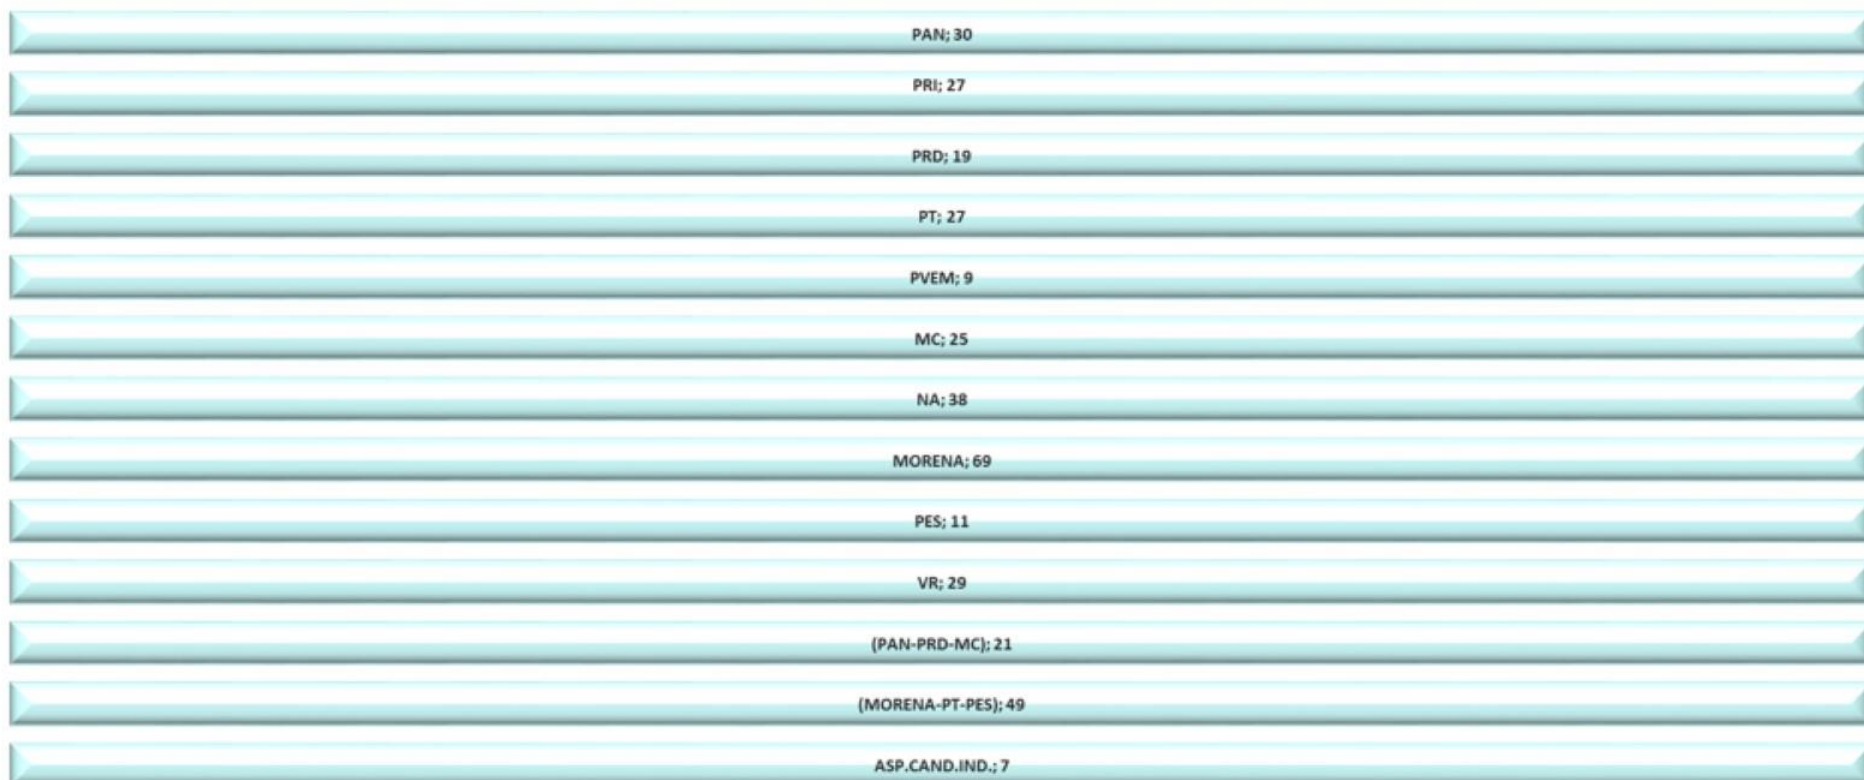 PAN; 30
PRI; 27
PRD; 19
PT; 27
PVEM; 9
MC; 25
NA; 38
MORENA; 69
PES; 11
VR; 29
(PAN-PRD-MC); 21
(MORENA-PT-PES); 49
ASP.CAND.IND.; 7